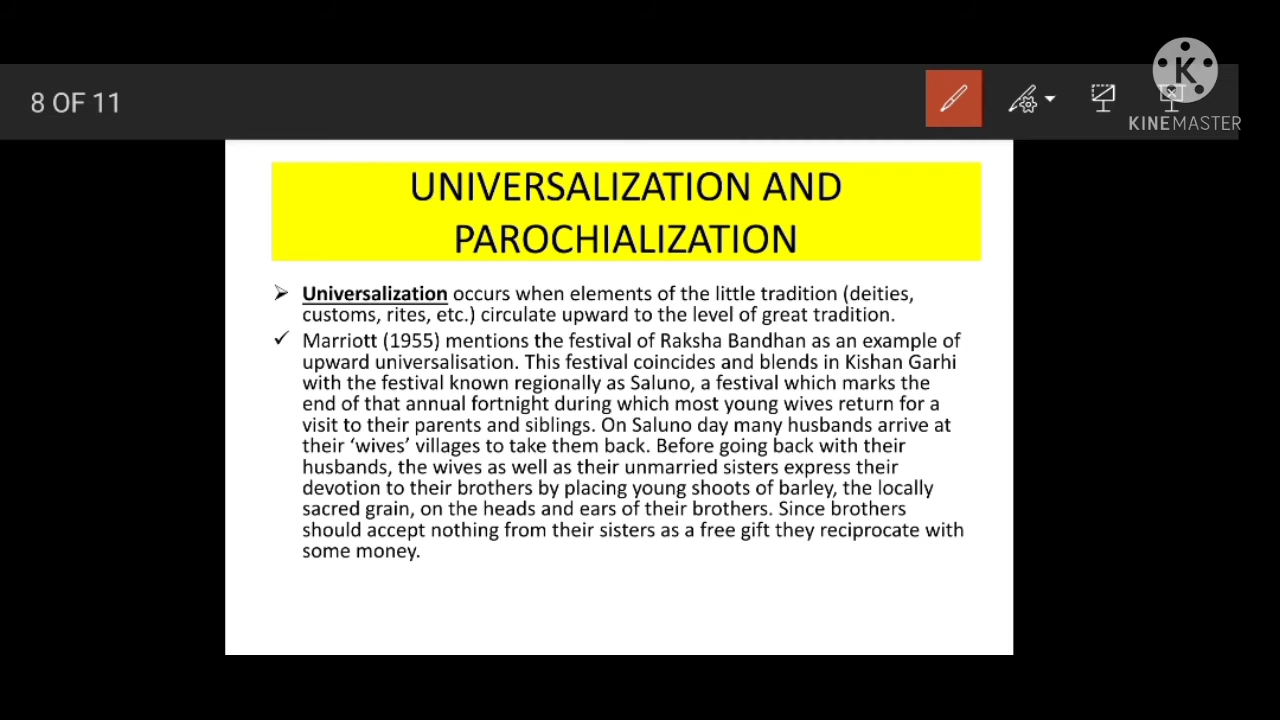 8 OF 11
K
KINEMASTER
UNIVERSALIZATION AND
PAROCHIALIZATION
➢ Universalization occurs when elements of the little tradition (deities,
customs, rites, etc.) circulate upward to the level of great tradition.
✓ Marriott (1955) mentions the festival of Raksha Bandhan as an example of
upward universalisation. This festival coincides and blends in Kishan Garhi
with the festival known regionally as Saluno, a festival which marks the
end of that annual fortnight during which most young wives return for a
visit to their parents and siblings. On Saluno day many husbands arrive at
their ‘wives’ villages to take them back. Before going back with their
husbands, the wives as well as their unmarried sisters express their
devotion to their brothers by placing young shoots of barley, the locally
sacred grain, on the heads and ears of their brothers. Since brothers
should accept nothing from their sisters as a free gift they reciprocate with
some money.